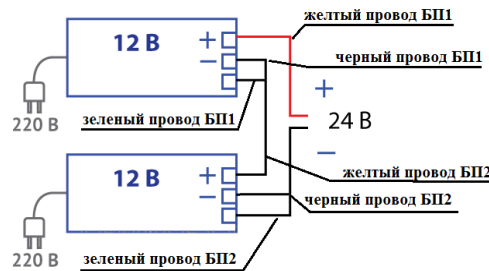 желтый провод БП1
12 В
+
−
черный провод БП1
220 В
зеленый провод БП1
+
24 В
−
12 В
+
−
желтый провод БП2
черный провод БП2
220 В
зеленый провод БП2